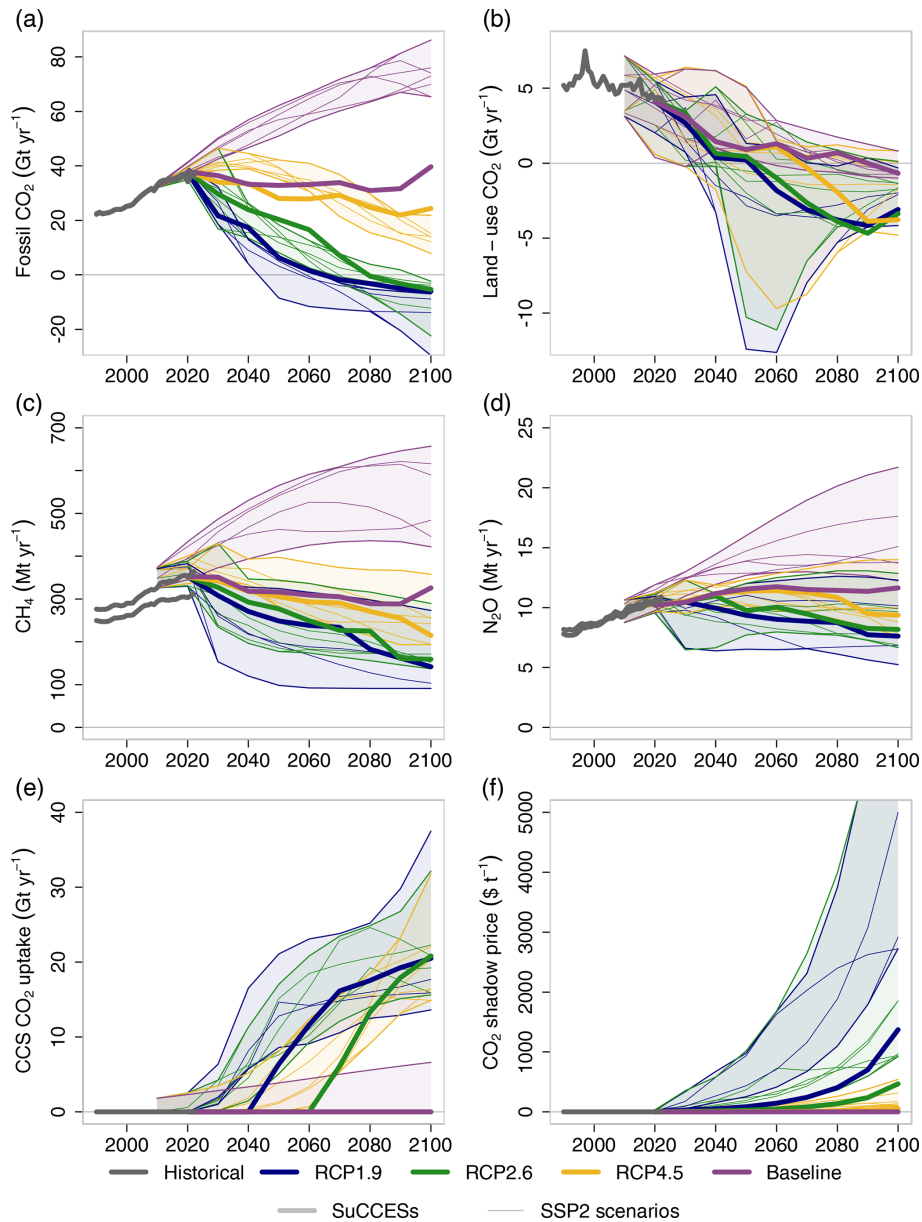 (a)
Fossil CO₂ (Gt yr⁻¹)
80
60
40
20
0
-20
2000 2020 2040 2060 2080 2100
(b)
Land − use CO₂ (Gt yr⁻¹)
5
0
-5
-10
2000 2020 2040 2060 2080 2100
(c)
CH₄ (Mt yr⁻¹)
700
500
300
100
0
2000 2020 2040 2060 2080 2100
(d)
N₂O (Mt yr⁻¹)
25
20
15
10
5
0
2000 2020 2040 2060 2080 2100
(e)
CCS CO₂ uptake (Gt yr⁻¹)
40
30
20
10
0
2000 2020 2040 2060 2080 2100
(f)
CO₂ shadow price ($ t⁻¹)
5000
4000
3000
2000
1000
0
2000 2020 2040 2060 2080 2100
Historical RCP1.9 RCP2.6 RCP4.5 Baseline
SuCCESs SSP2 scenarios